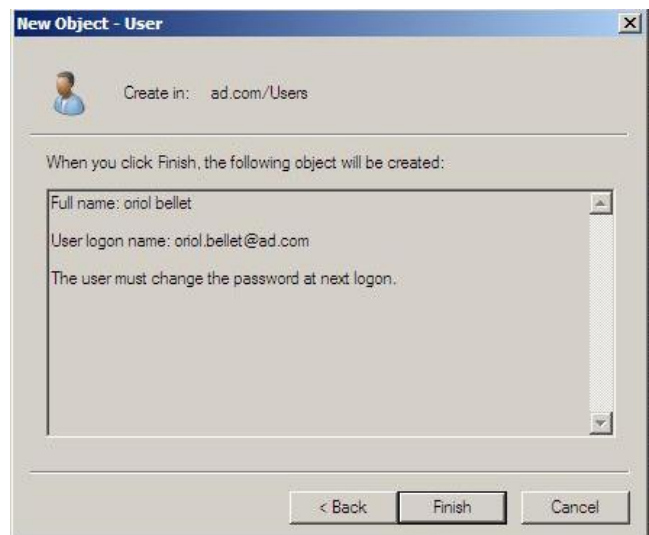 New Object - User
Create in: ad.com/Users
When you click Finish, the following object will be created:
Full name: oriol bellet
User logon name: oriol.bellet@ad.com
The user must change the password at next logon.
< Back Finish Cancel